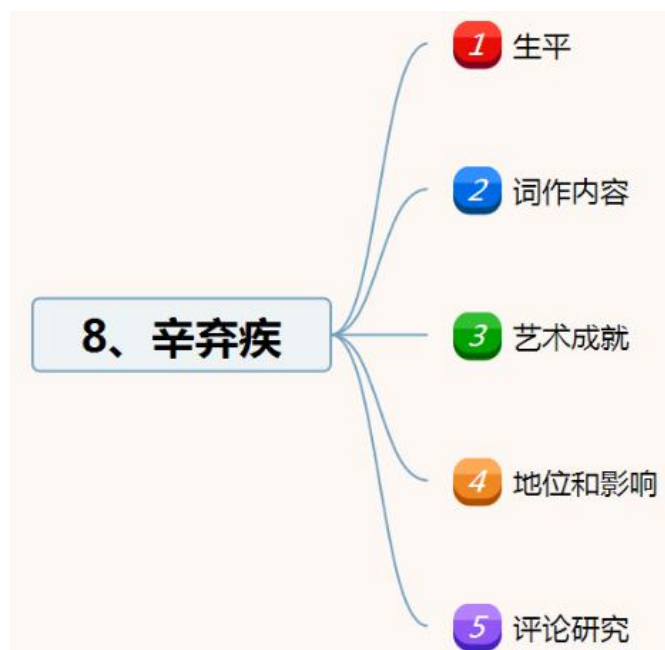 1 生平
2 词作内容
8、辛弃疾
3 艺术成就
4 地位和影响
5 评论研究